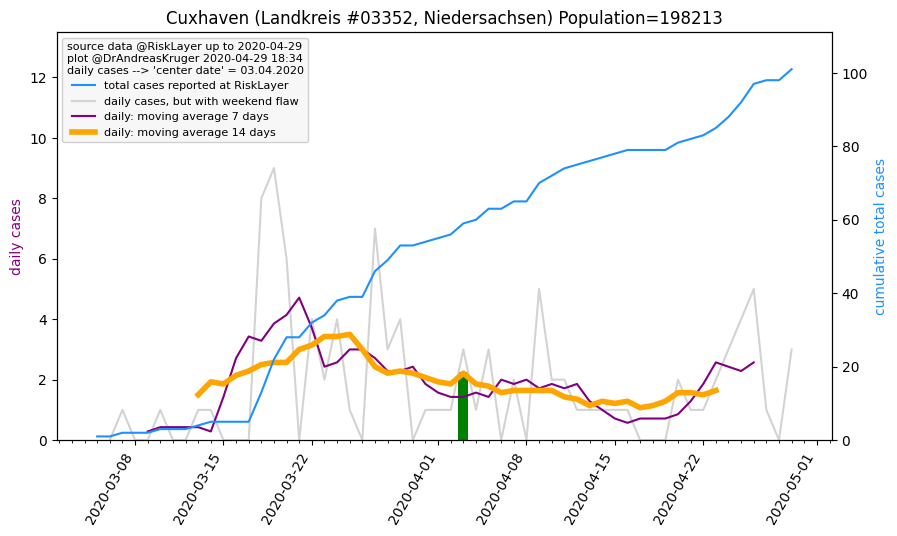 Cuxhaven (Landkreis #03352, Niedersachsen) Population=198213
source data @RiskLayer up to 2020-04-29
plot @DrAndreasKruger 2020-04-29 18:34
daily cases --> 'center date' = 03.04.2020
total cases reported at RiskLayer
daily cases, but with weekend flaw
daily: moving average 7 days
daily: moving average 14 days
daily cases
12
10
8
6
4
2
0
cumulative total cases
100
80
60
40
20
0
2020-03-08
2020-03-15
2020-03-22
2020-04-01
2020-04-08
2020-04-15
2020-04-22
2020-05-01